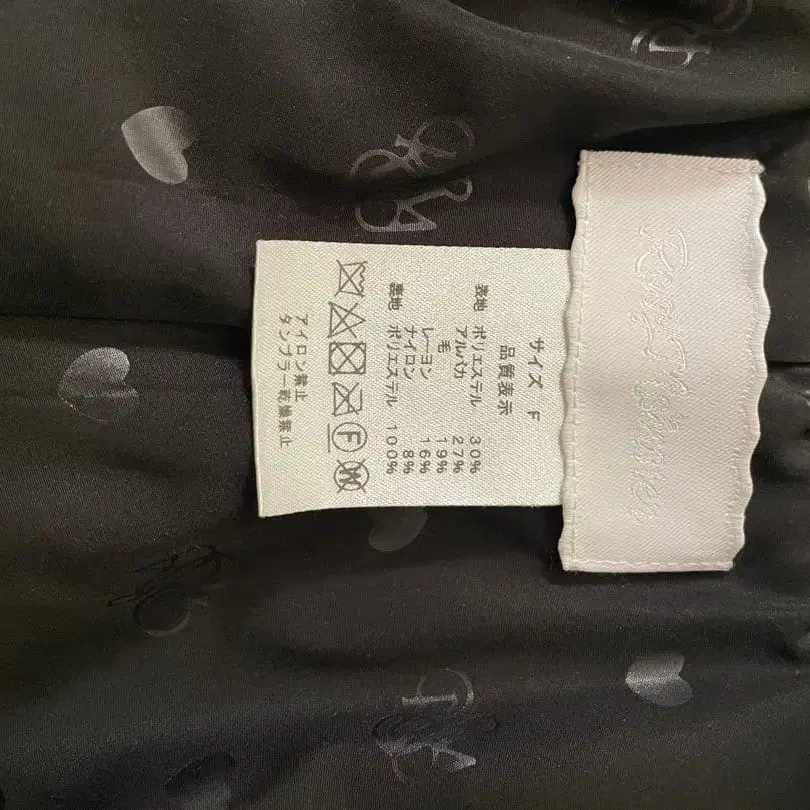 サイズ F
品質表示
表地 ポリエステル 30%
アルパカ 27%
毛 19%
レーヨン 16%
ナイロン 8%
裏地 ポリエステル 100%
アイロン禁止
タンブラー乾燥禁止